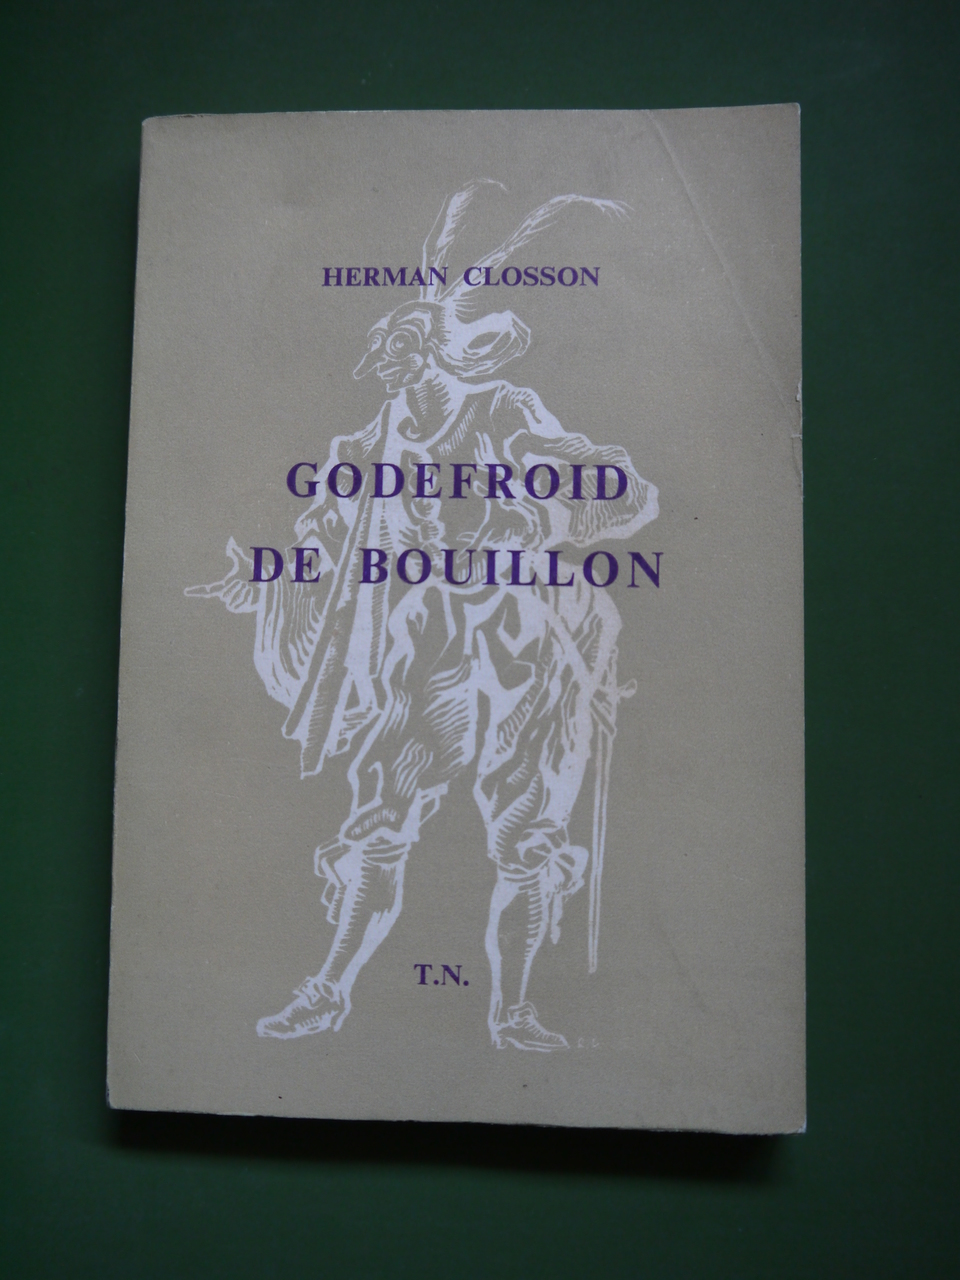 HERMAN CLOSSON
GODEFROID
DE BOUILLON
T.N.